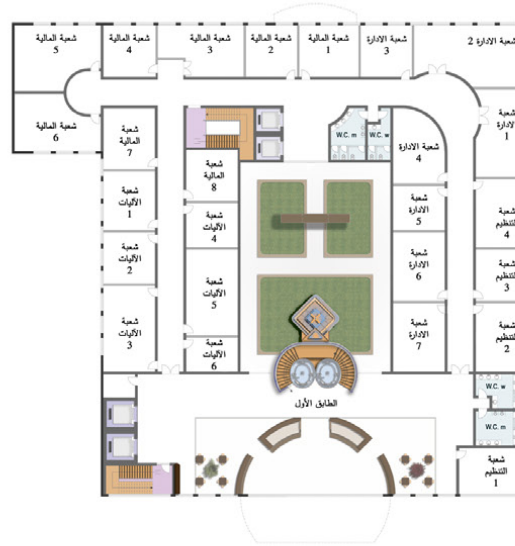 شعبة المالية
5
شعبة المالية
4
شعبة المالية
3
شعبة المالية
2
شعبة المالية
1
شعبة الادارة
3
شعبة الادارة 2
شعبة المالية
6
شعبة
المالية
7
W.C. m
W.C. w
شعبة الادارة
4
شعبة
الادارة
1
شعبة
المالية
8
شعبة
الآليات
1
شعبة
الآليات
4
شعبة
الادارة
5
شعبة
التنظيم
4
شعبة
الآليات
2
شعبة
الآليات
5
شعبة
الادارة
6
شعبة
التنظيم
3
شعبة
الآليات
3
شعبة
الآليات
6
شعبة
الادارة
7
شعبة
التنظيم
2
W.C. w
الطابق الأول
W.C. m
شعبة
التنظيم
1